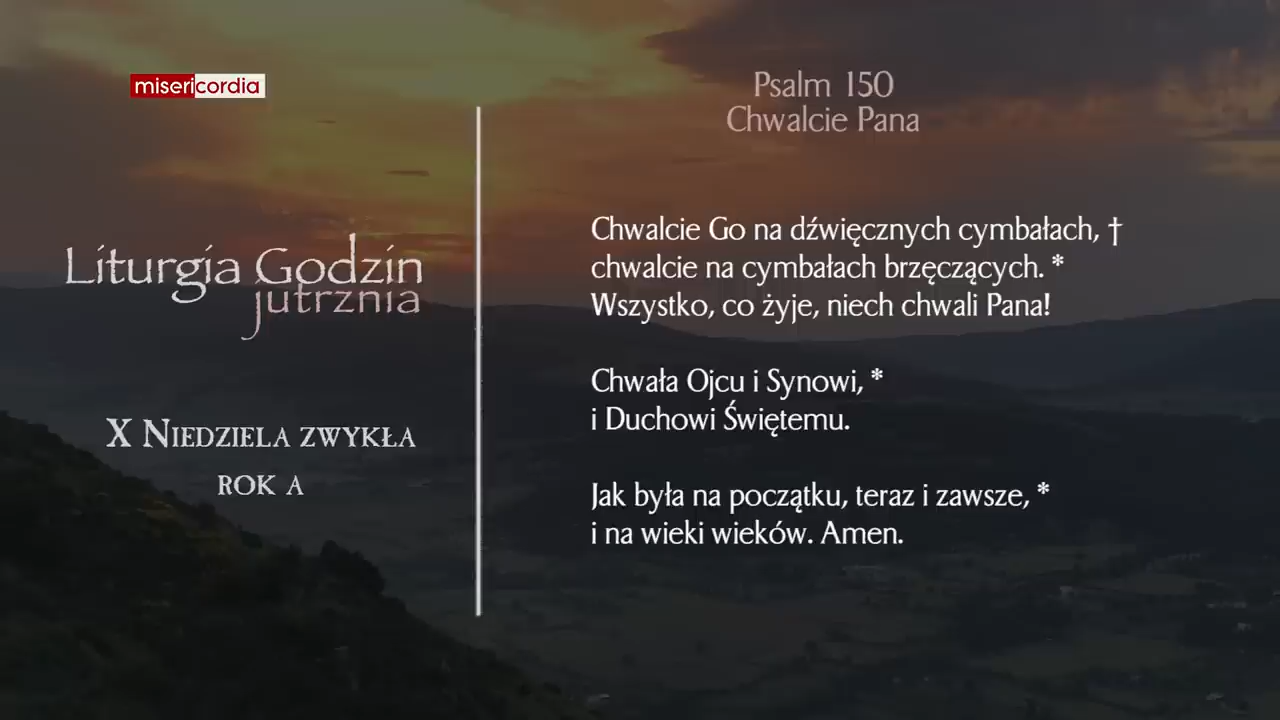 misericordia
Liturgia Godzin
jutrznia
X Niedziela zwykła
rok A
Psalm 150
Chwalcie Pana
Chwalcie Go na dźwięcznych cymbałach, †
chwalcie na cymbałach brzęczących. *
Wszystko, co żyje, niech chwali Pana!
Chwała Ojcu i Synowi, *
i Duchowi Świętemu.
Jak była na początku, teraz i zawsze, *
i na wieki wieków. Amen.